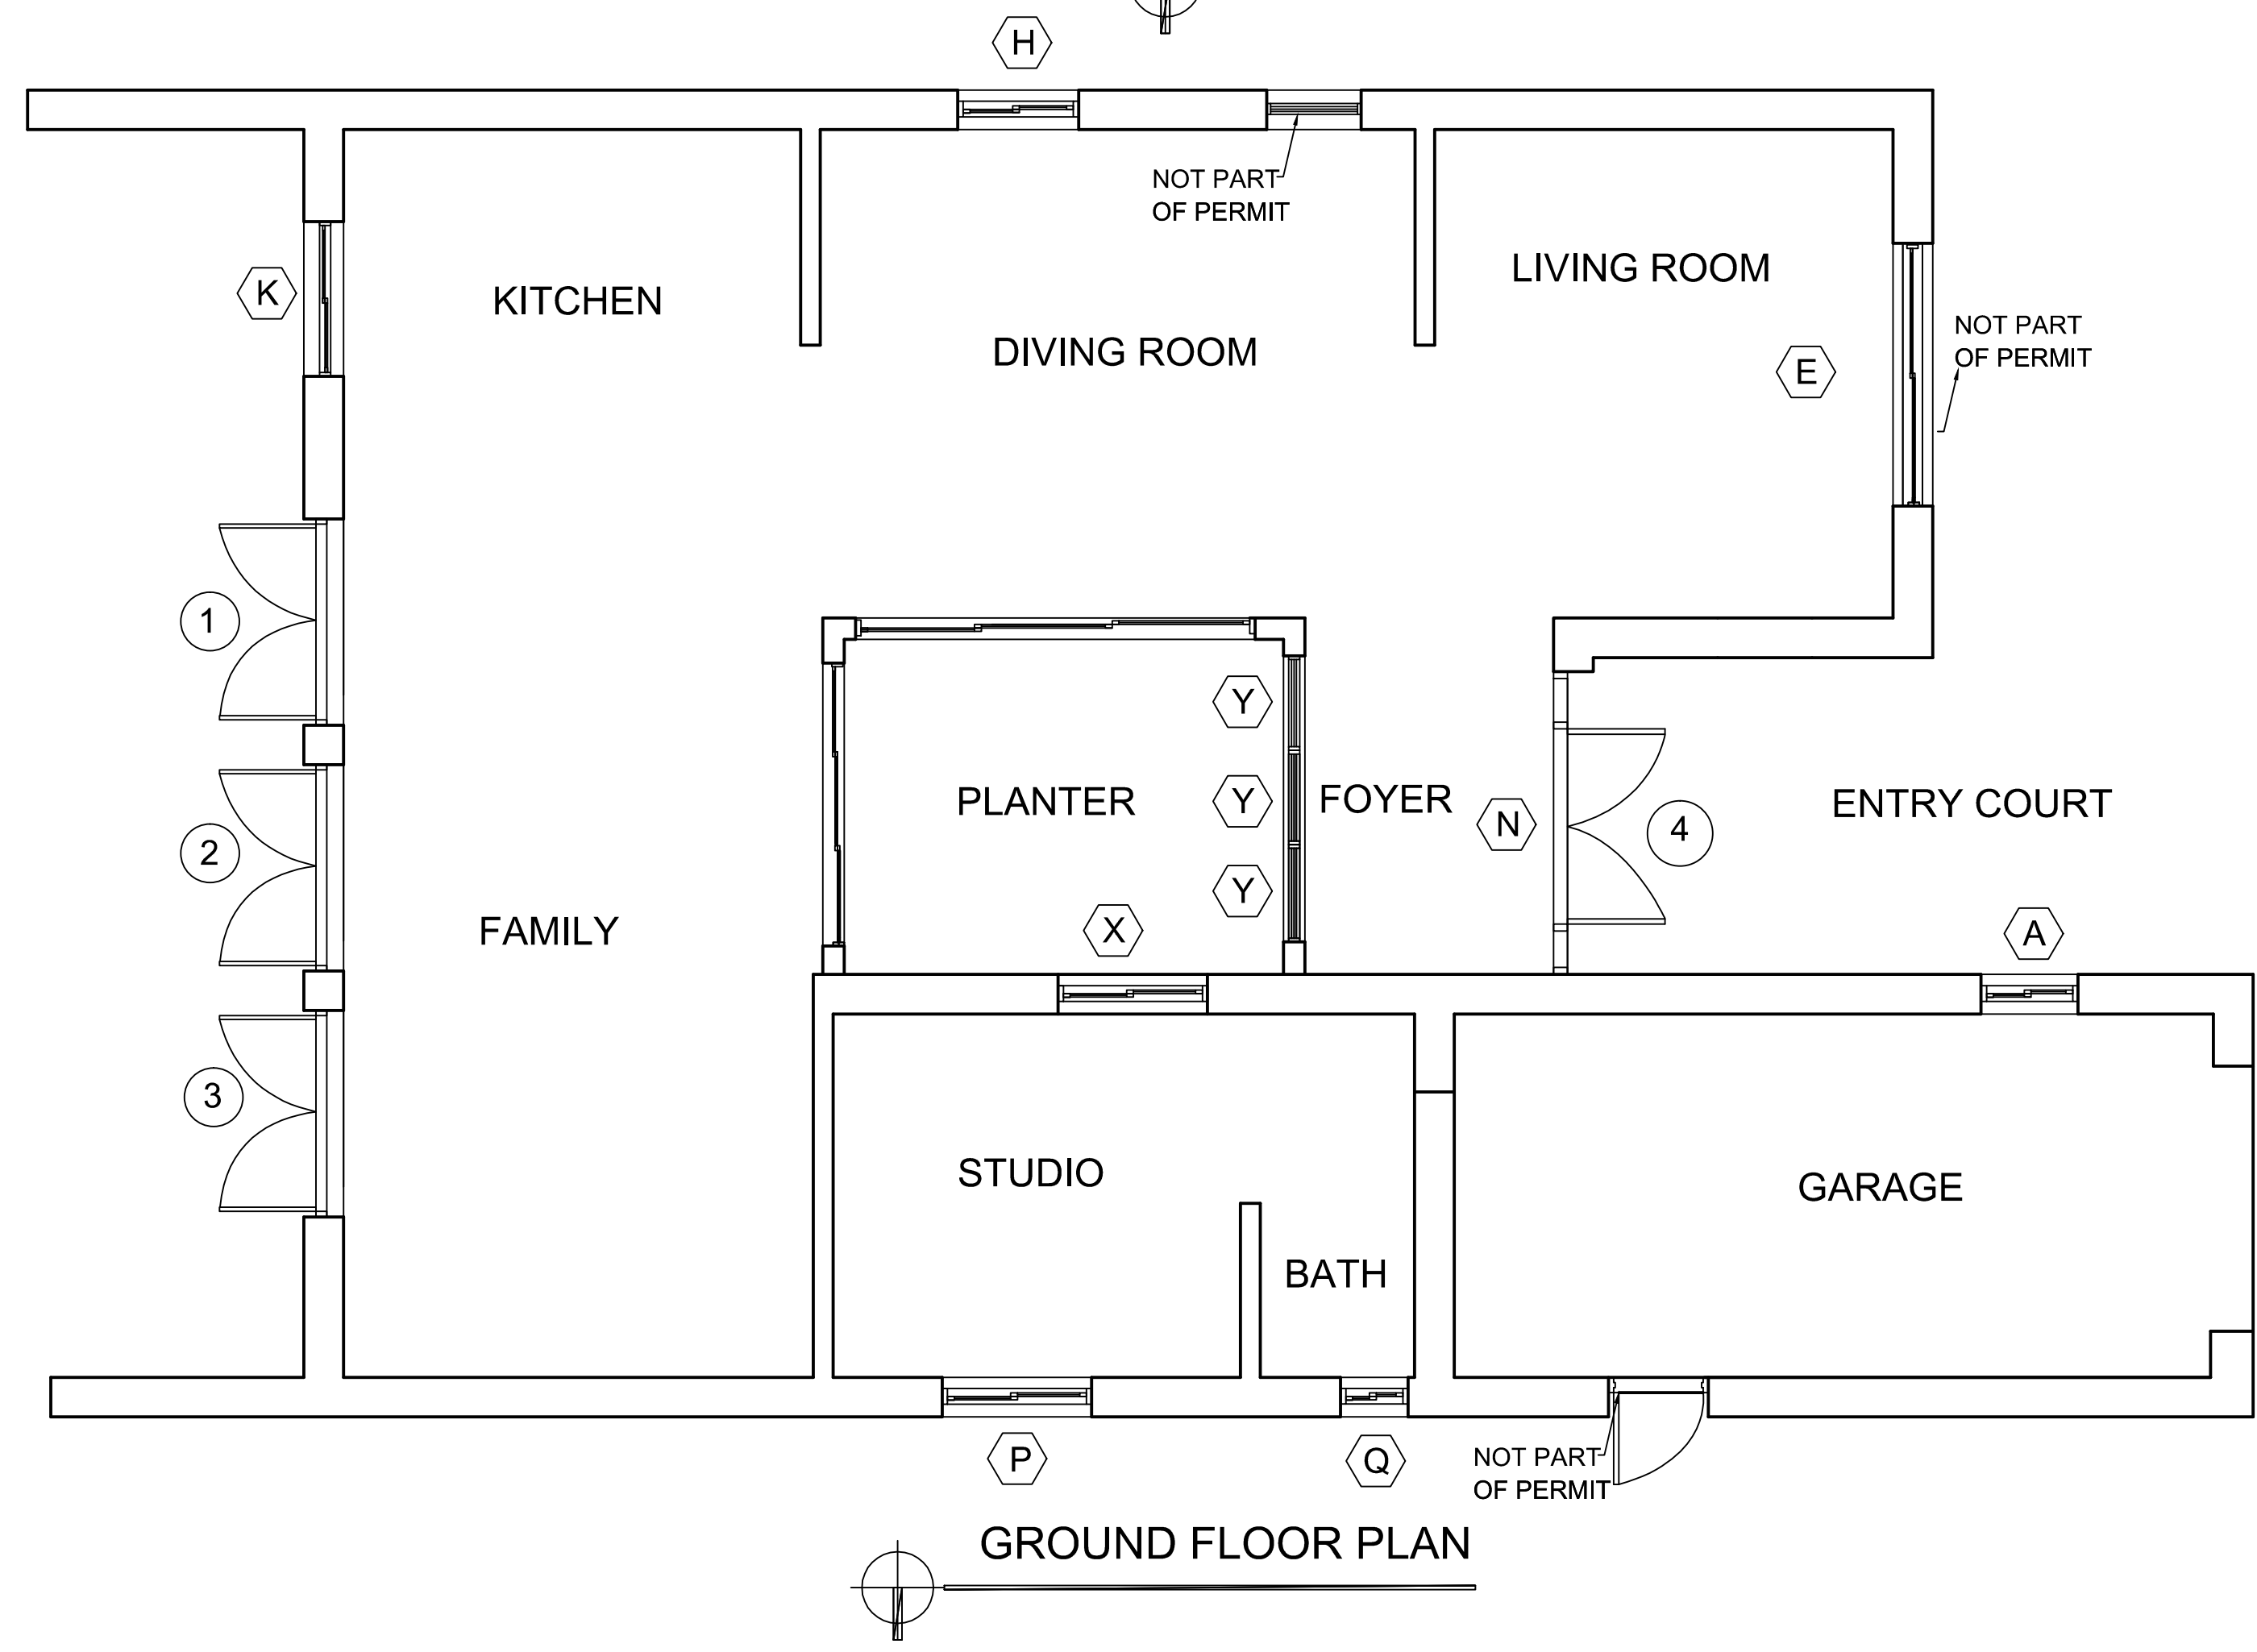 H
NOT PART
OF PERMIT
LIVING ROOM
K
KITCHEN
DIVING ROOM
E
NOT PART
OF PERMIT
1
Y
PLANTER
Y
FOYER
N
4
ENTRY COURT
2
Y
FAMILY
X
A
3
STUDIO
GARAGE
BATH
P
Q
NOT PART
OF PERMIT
GROUND FLOOR PLAN